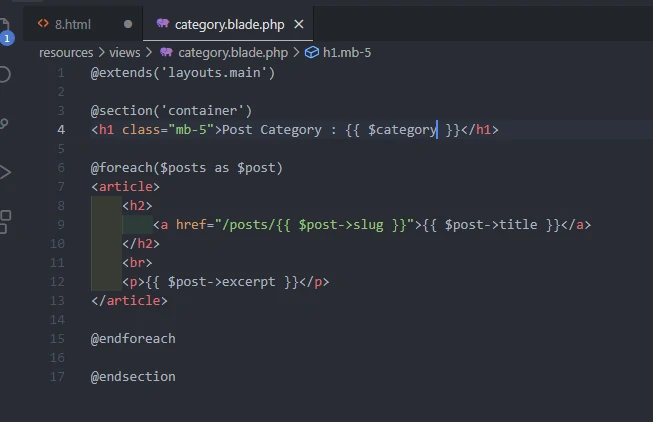 8.html
category.blade.php
1
resources > views > category.blade.php > h1.mb-5
1 @extends('layouts.main')
2
3 @section('container')
4 <h1 class="mb-5">Post Category : {{ $category }}</h1>
5
6 @foreach($posts as $post)
7 <article>
8     <h2>
9         <a href="/posts/{{ $post->slug }}">{{ $post->title }}</a>
10     </h2>
11     <br>
12     <p>{{ $post->excerpt }}</p>
13 </article>
14
15 @endforeach
16
17 @endsection